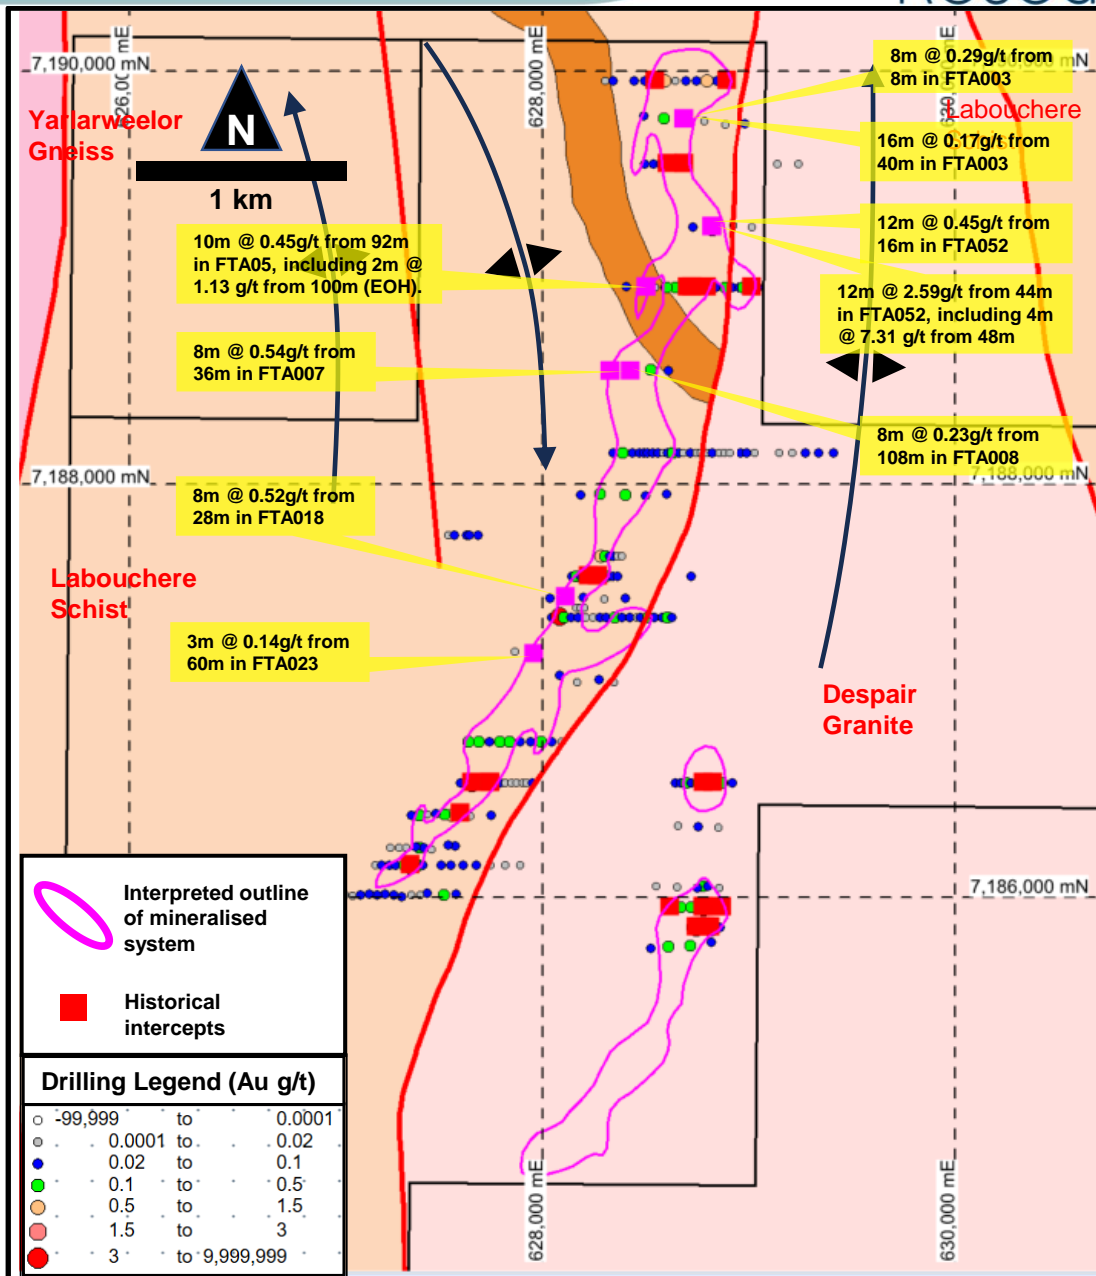 7,190,000 mN
628,000 mE
8m @ 0.29g/t from
8m in FTA003
Labouchere
Yarlarweelor
Gneiss
N
1 km
16m @ 0.17g/t from
40m in FTA003
12m @ 0.45g/t from
16m in FTA052
10m @ 0.45g/t from 92m
in FTA05, including 2m @
1.13 g/t from 100m (EOH).
12m @ 2.59g/t from 44m
in FTA052, including 4m
@ 7.31 g/t from 48m
8m @ 0.54g/t from
36m in FTA007
8m @ 0.23g/t from
108m in FTA008
7,188,000 mN
7,188,000 mN
8m @ 0.52g/t from
28m in FTA018
Labouchere
Schist
3m @ 0.14g/t from
60m in FTA023
Despair
Granite
7,186,000 mN
Interpreted outline
of mineralised
system
Historical
intercepts
628,000 mE
630,000 mE
Drilling Legend (Au g/t)
-99,999 to 0.0001
0.0001 to 0.02
0.02 to 0.1
0.1 to 0.5
0.5 to 1.5
1.5 to 3
3 to 9,999,999